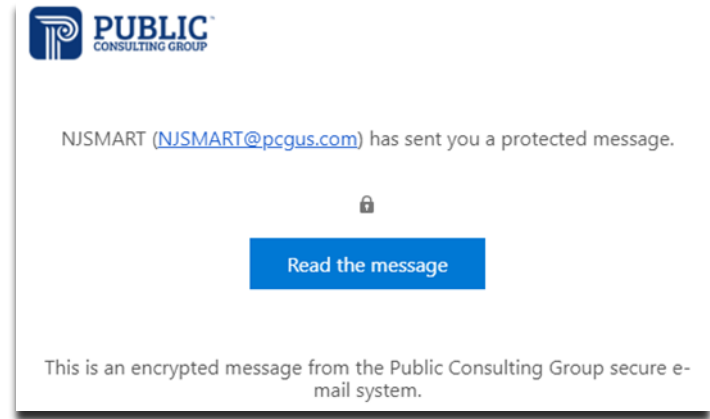 PUBLIC
CONSULTING GROUP
NJSMART (NJSMART@pcgus.com) has sent you a protected message.
Read the message
This is an encrypted message from the Public Consulting Group secure e-
mail system.